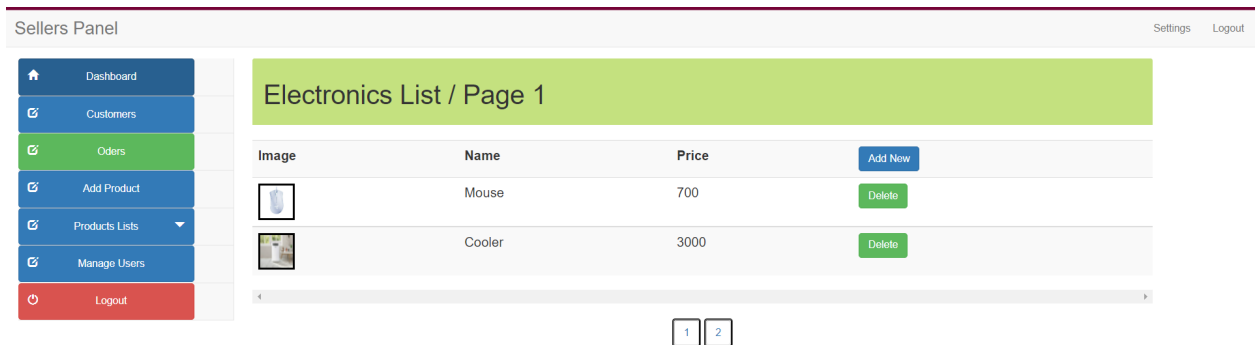 Sellers Panel
Settings Logout
Dashboard
Customers
Oders
Add Product
Products Lists
Manage Users
Logout
Electronics List / Page 1
Image Name Price Add New
Mouse 700 Delete
Cooler 3000 Delete
1 2